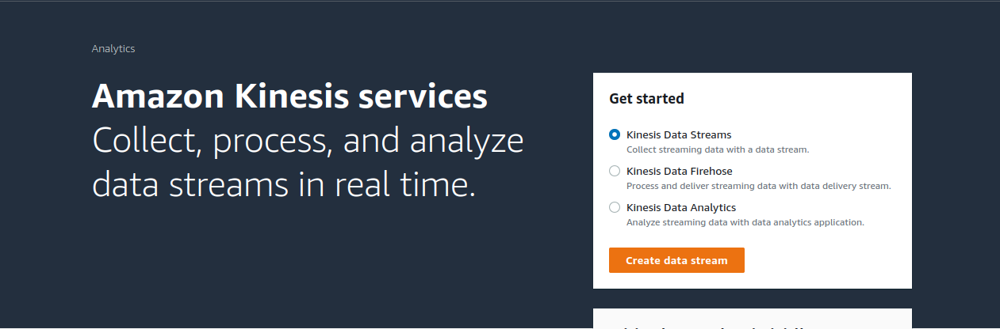 Analytics
Amazon Kinesis services
Collect, process, and analyze
data streams in real time.
Get started
Kinesis Data Streams
Collect streaming data with a data stream.
Kinesis Data Firehose
Process and deliver streaming data with data delivery stream.
Kinesis Data Analytics
Analyze streaming data with data analytics application.
Create data stream